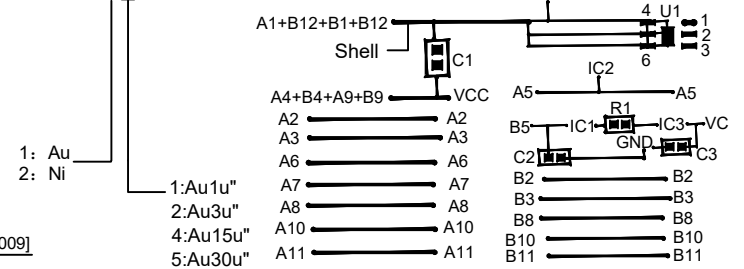 4 U1
A1+B12+B1+B12 1
Shell 2
6 3
C1
IC2
A4+B4+A9+B9 VCC A5 A5
A2 A2 R1
A3 A3 B5 IC1 IC3 VC
GND
1: Au A6 A6 C2 C3
2: Ni B2 B2
1:Au1u" A7 A7 B3 B3
2:Au3u" A8 A8 B8 B8
009] 4:Au15u" A10 A10 B10 B10
5:Au30u" A11 A11 B11 B11